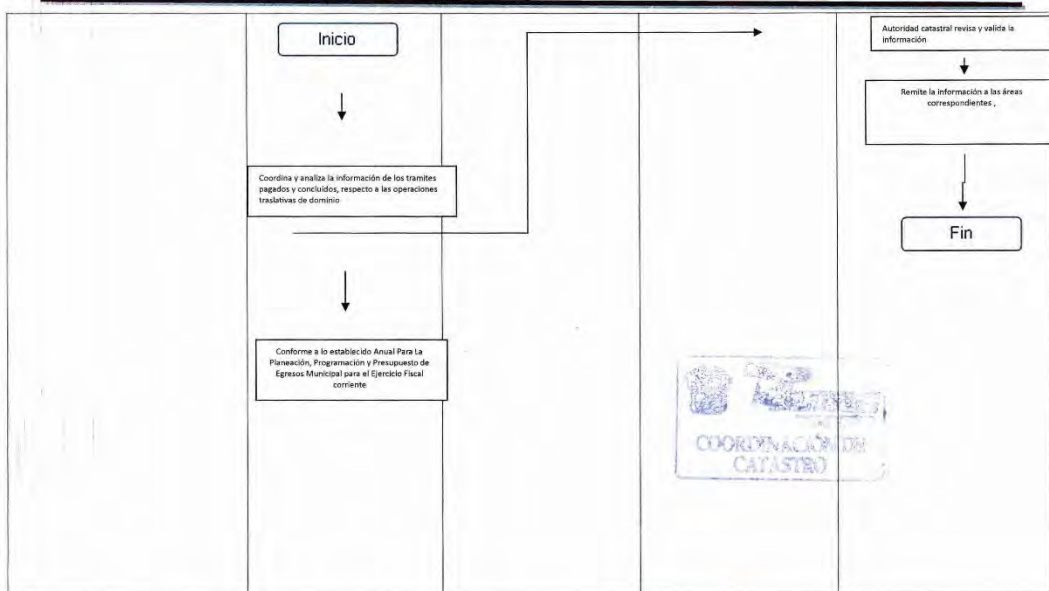 Inicio
Coordina y analiza la información de los tramites
pagados y concluidos, respecto a las operaciones
traslativas de dominio
Conforme a lo establecido Anual Para La
Planeación, Programación y Presupuesto de
Egresos Municipal para el Ejercicio Fiscal
corriente
COORDINACIÓN DE
CATASTRO
Autoridad catastral revisa y valida la
información
Remite la información a las áreas
correspondientes ,
Fin